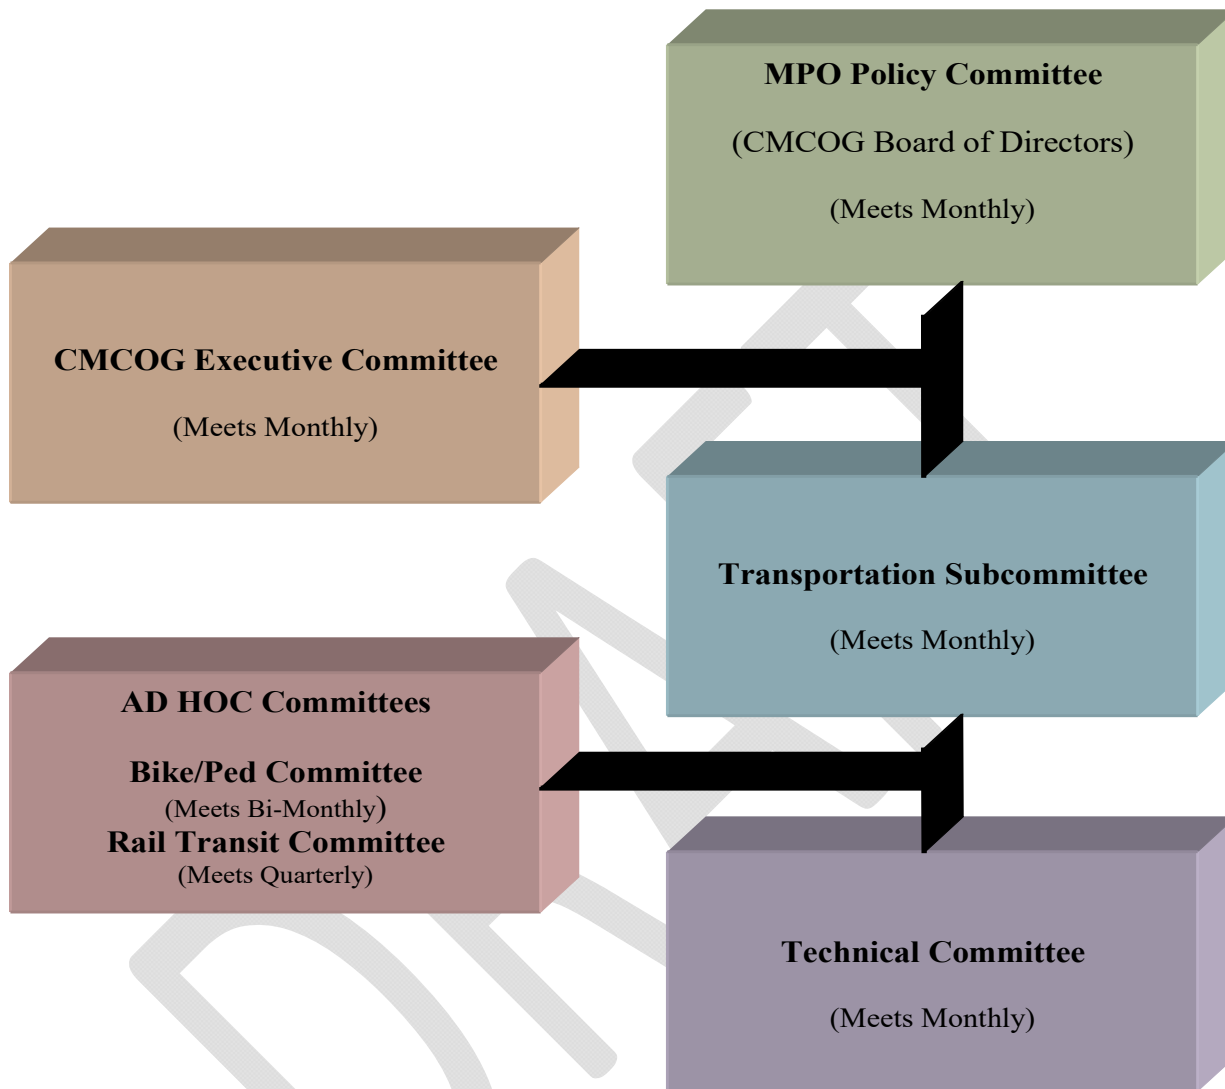 MPO Policy Committee
(CMCOG Board of Directors)
(Meets Monthly)
CMCOG Executive Committee
(Meets Monthly)
Transportation Subcommittee
(Meets Monthly)
AD HOC Committees
Bike/Ped Committee
(Meets Bi-Monthly)
Rail Transit Committee
(Meets Quarterly)
Technical Committee
(Meets Monthly)
DRAFT